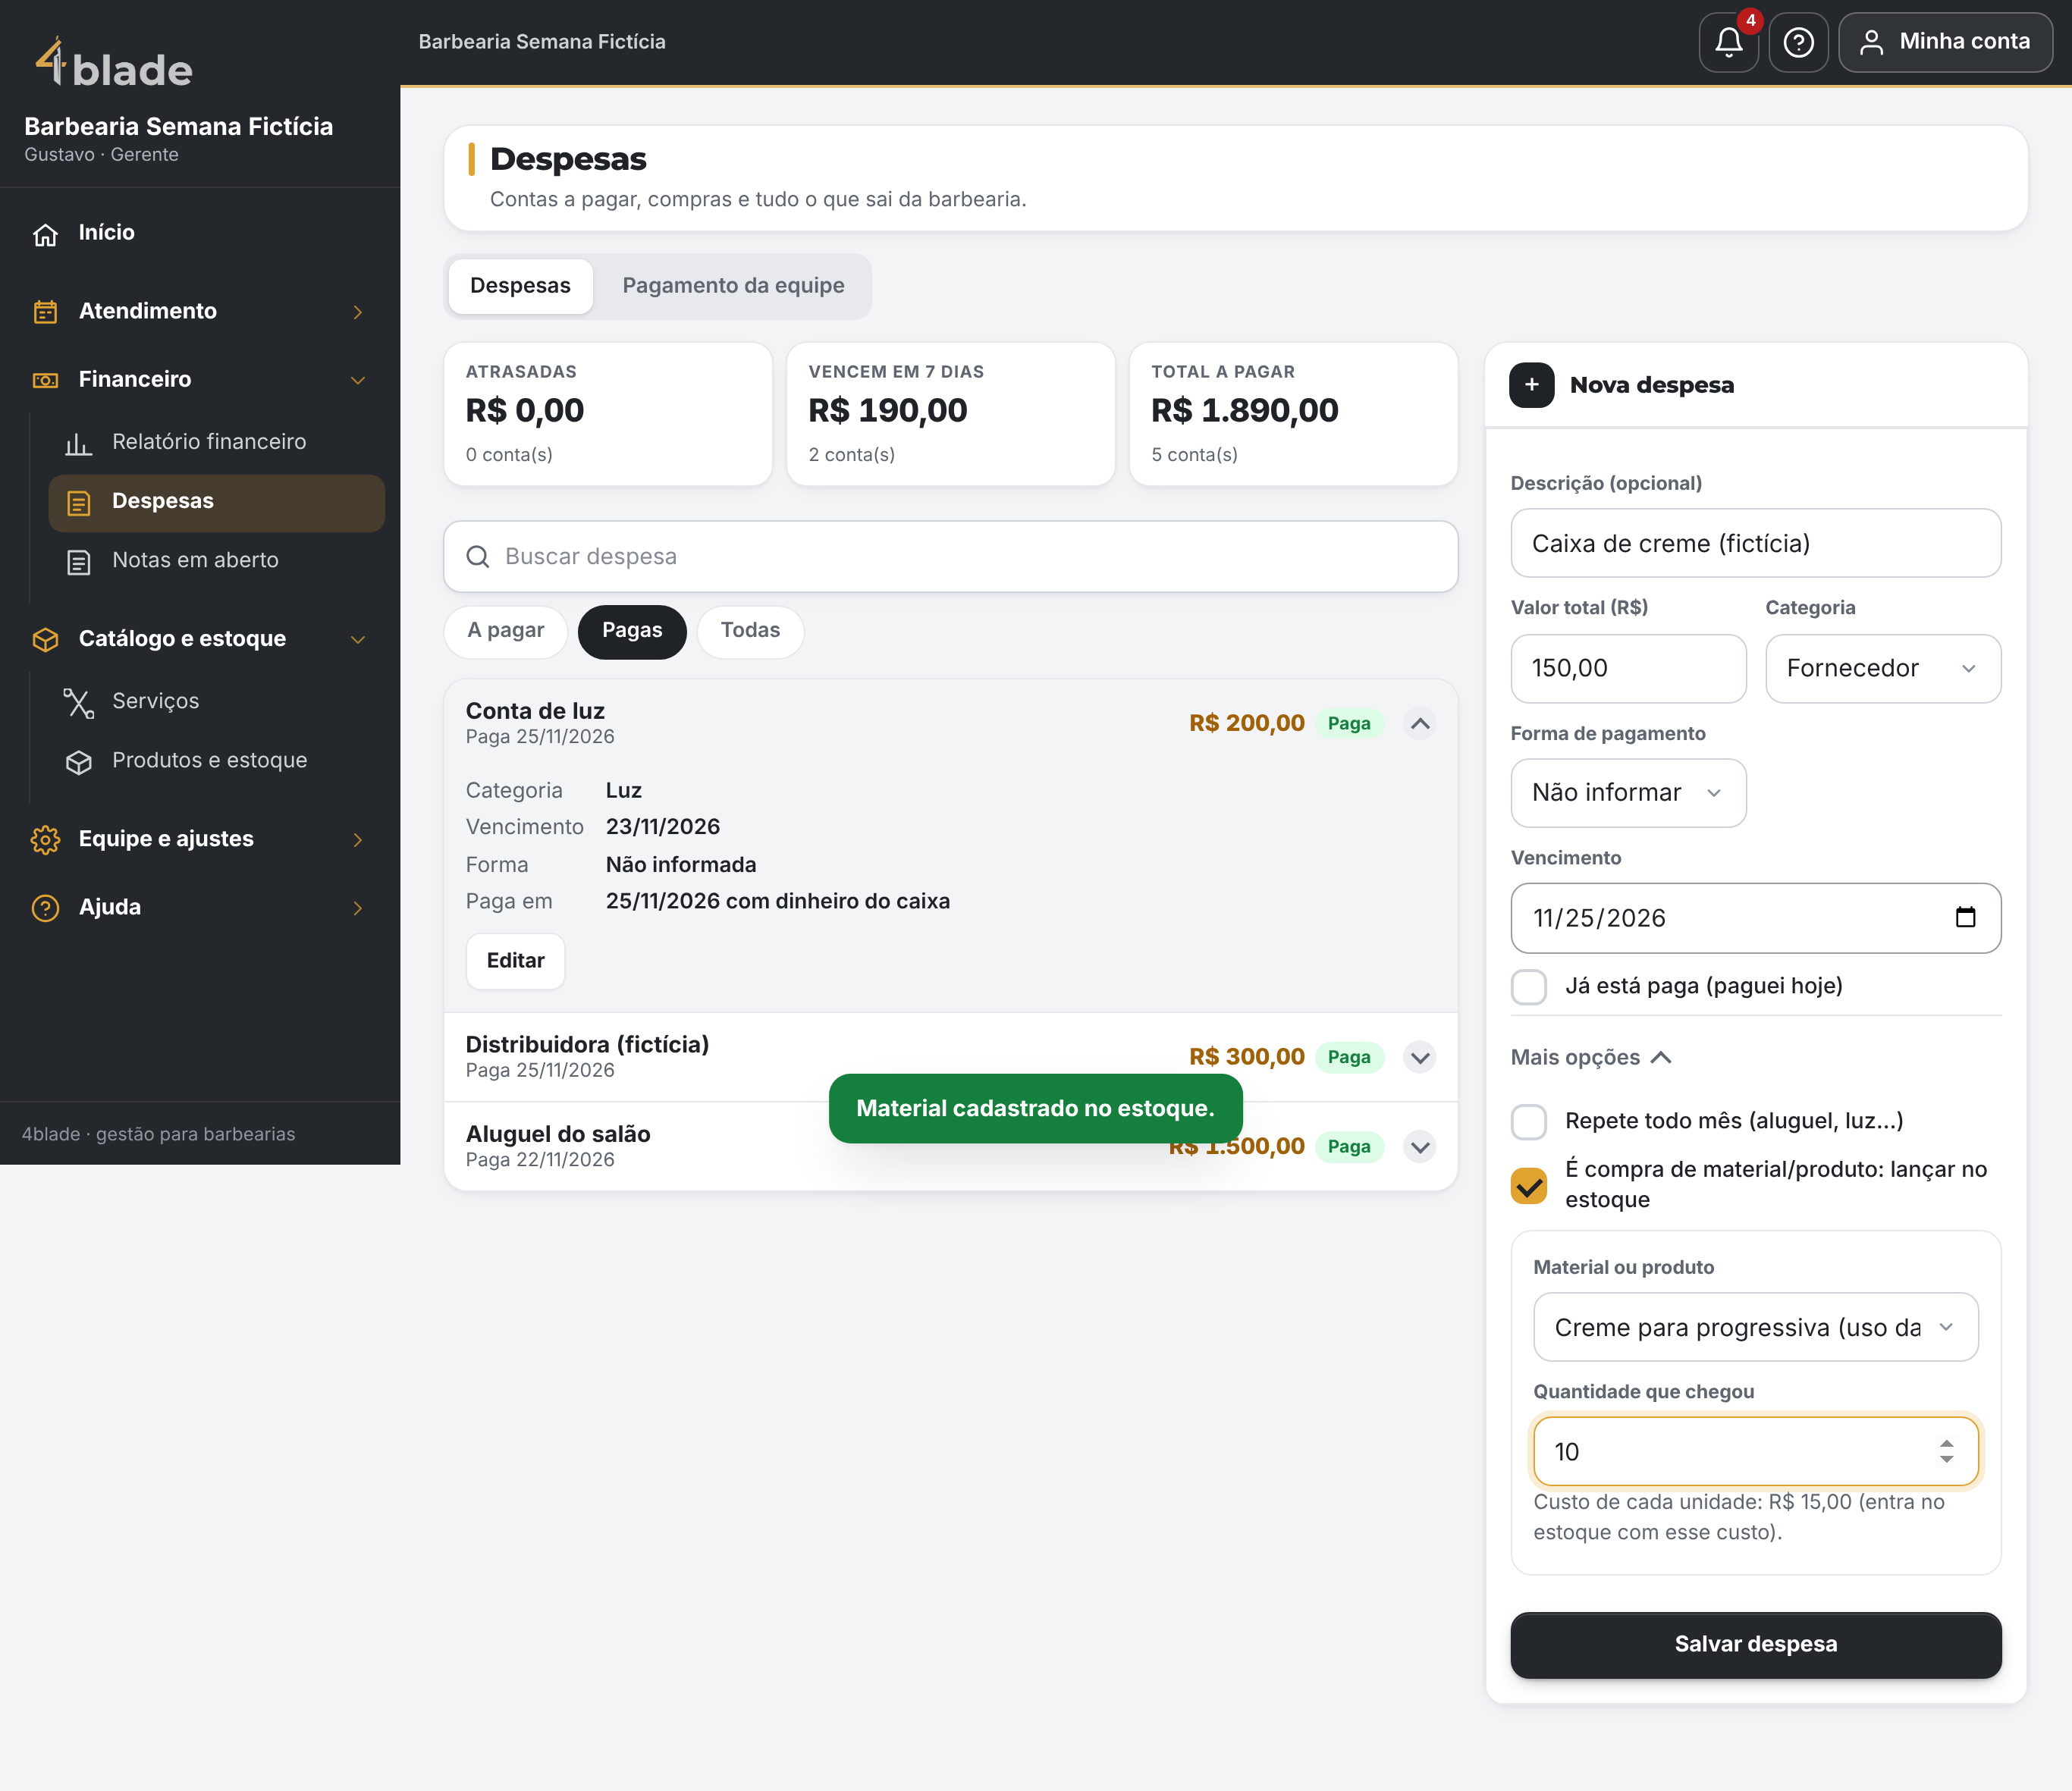 4blade
Barbearia Semana Fictícia
Gustavo · Gerente
Início
Atendimento
Financeiro
Relatório financeiro
Despesas
Notas em aberto
Catálogo e estoque
Serviços
Produtos e estoque
Equipe e ajustes
Ajuda
4blade · gestão para barbearias
Barbearia Semana Fictícia
4
Minha conta
Despesas
Contas a pagar, compras e tudo o que sai da barbearia.
Despesas
Pagamento da equipe
ATRASADAS
R$ 0,00
0 conta(s)
VENCEM EM 7 DIAS
R$ 190,00
2 conta(s)
TOTAL A PAGAR
R$ 1.890,00
5 conta(s)
Buscar despesa
A pagar
Pagas
Todas
Conta de luz
Paga 25/11/2026
R$ 200,00
Paga
Categoria Luz
Vencimento 23/11/2026
Forma Não informada
Paga em 25/11/2026 com dinheiro do caixa
Editar
Distribuidora (fictícia)
Paga 25/11/2026
R$ 300,00
Paga
Material cadastrado no estoque.
Aluguel do salão
Paga 22/11/2026
R$ 1.500,00
Paga
+ Nova despesa
Descrição (opcional)
Caixa de creme (fictícia)
Valor total (R$)
150,00
Categoria
Fornecedor
Forma de pagamento
Não informar
Vencimento
11/25/2026
Já está paga (paguei hoje)
Mais opções
Repete todo mês (aluguel, luz...)
É compra de material/produto: lançar no
estoque
Material ou produto
Creme para progressiva (uso da
Quantidade que chegou
10
Custo de cada unidade: R$ 15,00 (entra no
estoque com esse custo).
Salvar despesa